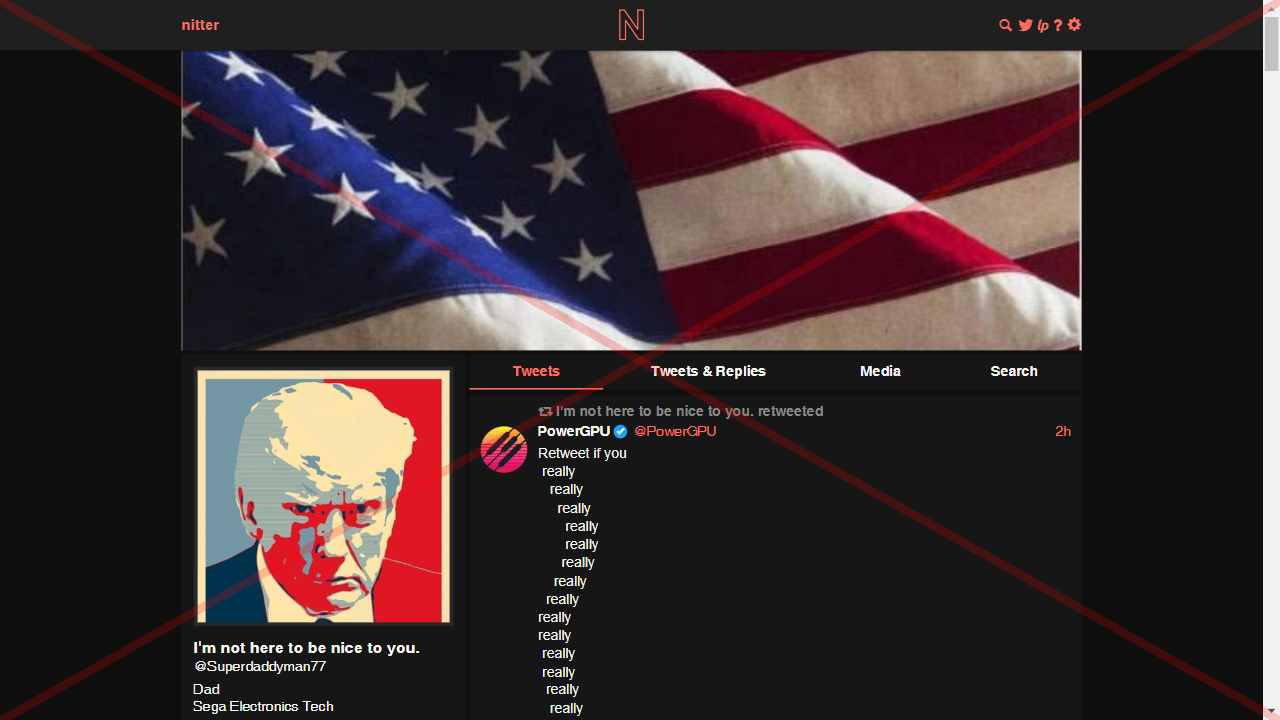 nitter
N
lp ?
I'm not here to be nice to you.
@Superdaddyman77
Dad
Sega Electronics Tech
Tweets
Tweets & Replies
Media
Search
I'm not here to be nice to you. retweeted
PowerGPU @PowerGPU
2h
Retweet if you
really
really
really
really
really
really
really
really
really
really
really
really
really
really